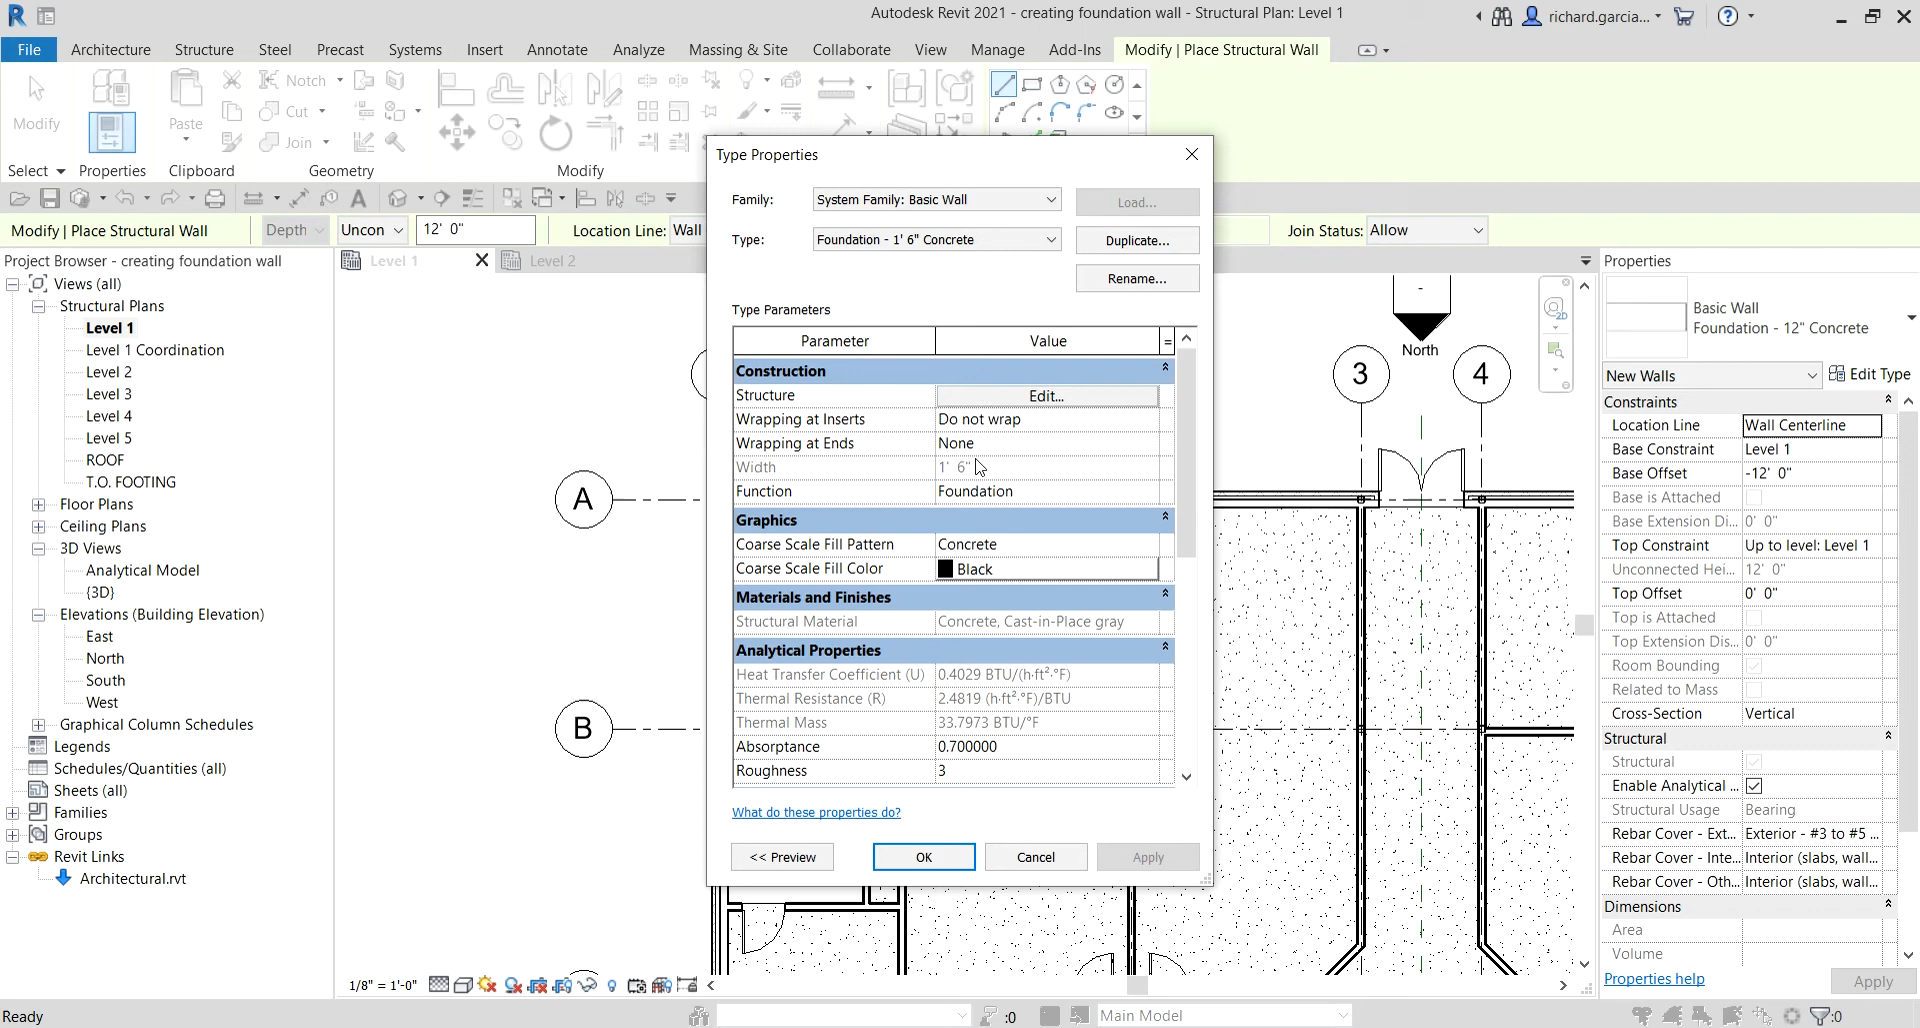 Autodesk Revit 2021 - creating foundation wall - Structural Plan: Level 1
richard.garcia...
File Architecture Structure Steel Precast Systems Insert Annotate Analyze Massing & Site Collaborate View Manage Add-Ins Modify | Place Structural Wall
Modify
Paste
Notch
Cut
Join
Select Properties Clipboard Geometry Modify
Modify | Place Structural Wall
Depth
Uncon
12' 0"
Location Line: Wall
Join Status: Allow
Project Browser - creating foundation wall
Views (all)
Structural Plans
Level 1
Level 1 Coordination
Level 2
Level 3
Level 4
Level 5
ROOF
T.O. FOOTING
Floor Plans
Ceiling Plans
3D Views
Analytical Model
{3D}
Elevations (Building Elevation)
East
North
South
West
Graphical Column Schedules
Legends
Schedules/Quantities (all)
Sheets (all)
Families
Groups
Revit Links
Architectural.rvt
Level 1
Level 2
A
B
3
4
-
North
2D
Type Properties
Family: System Family: Basic Wall Load...
Type: Foundation - 1' 6" Concrete Duplicate...
Rename...
Type Parameters
Parameter Value =
Construction
Structure Edit...
Wrapping at Inserts Do not wrap
Wrapping at Ends None
Width 1' 6"
Function Foundation
Graphics
Coarse Scale Fill Pattern Concrete
Coarse Scale Fill Color Black
Materials and Finishes
Structural Material Concrete, Cast-in-Place gray
Analytical Properties
Heat Transfer Coefficient (U) 0.4029 BTU/(h·ft²·°F)
Thermal Resistance (R) 2.4819 (h·ft²·°F)/BTU
Thermal Mass 33.7973 BTU/°F
Absorptance 0.700000
Roughness 3
What do these properties do?
<< Preview OK Cancel Apply
Properties
Basic Wall
Foundation - 12" Concrete
New Walls Edit Type
Constraints
Location Line Wall Centerline
Base Constraint Level 1
Base Offset -12' 0"
Base is Attached
Base Extension Di... 0' 0"
Top Constraint Up to level: Level 1
Unconnected Hei... 12' 0"
Top Offset 0' 0"
Top is Attached
Top Extension Dis... 0' 0"
Room Bounding
Related to Mass
Cross-Section Vertical
Structural
Structural
Enable Analytical ...
Structural Usage Bearing
Rebar Cover - Ext... Exterior - #3 to #5 ...
Rebar Cover - Inte... Interior (slabs, wall...
Rebar Cover - Oth... Interior (slabs, wall...
Dimensions
Area
Volume
Properties help Apply
1/8" = 1'-0"
Ready
:0
Main Model
:0